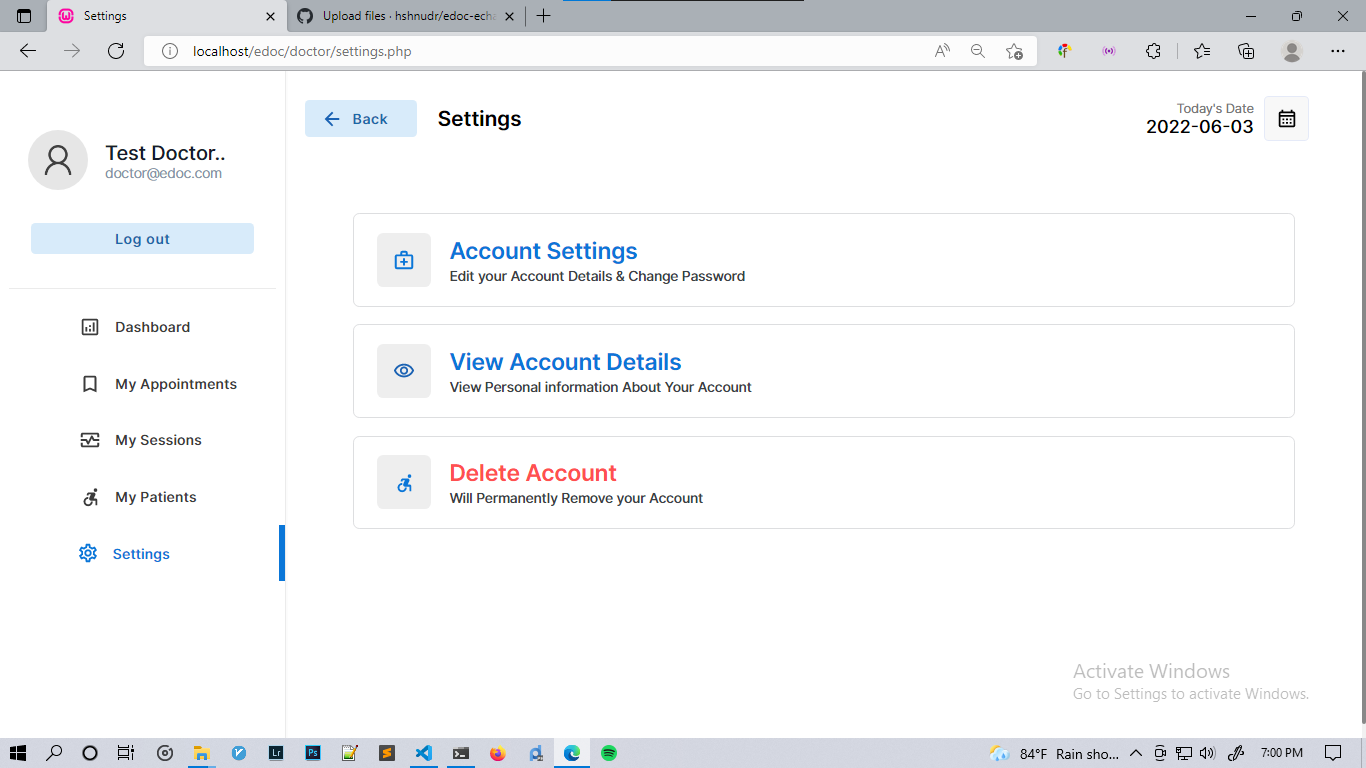 Settings
Upload files · hshnudr/edoc-echa
localhost/edoc/doctor/settings.php
Test Doctor..
doctor@edoc.com
Log out
Dashboard
My Appointments
My Sessions
My Patients
Settings
Back
Settings
Today's Date
2022-06-03
Account Settings
Edit your Account Details & Change Password
View Account Details
View Personal information About Your Account
Delete Account
Will Permanently Remove your Account
Activate Windows
Go to Settings to activate Windows.
Lr
Ps
84°F Rain sho...
7:00 PM